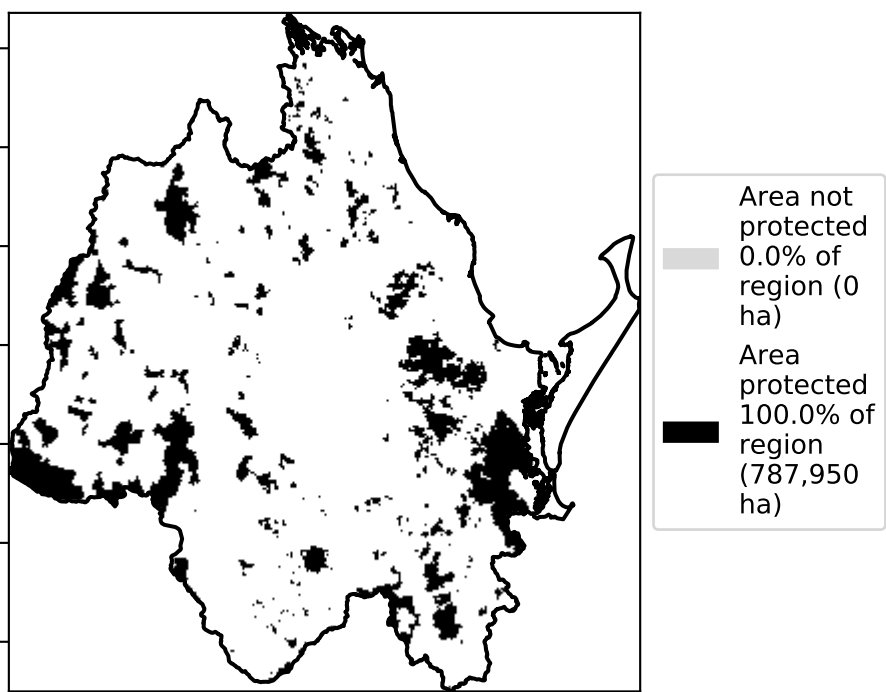 Area not
protected
0.0% of
region (0
ha)
Area
protected
100.0% of
region
(787,950
ha)